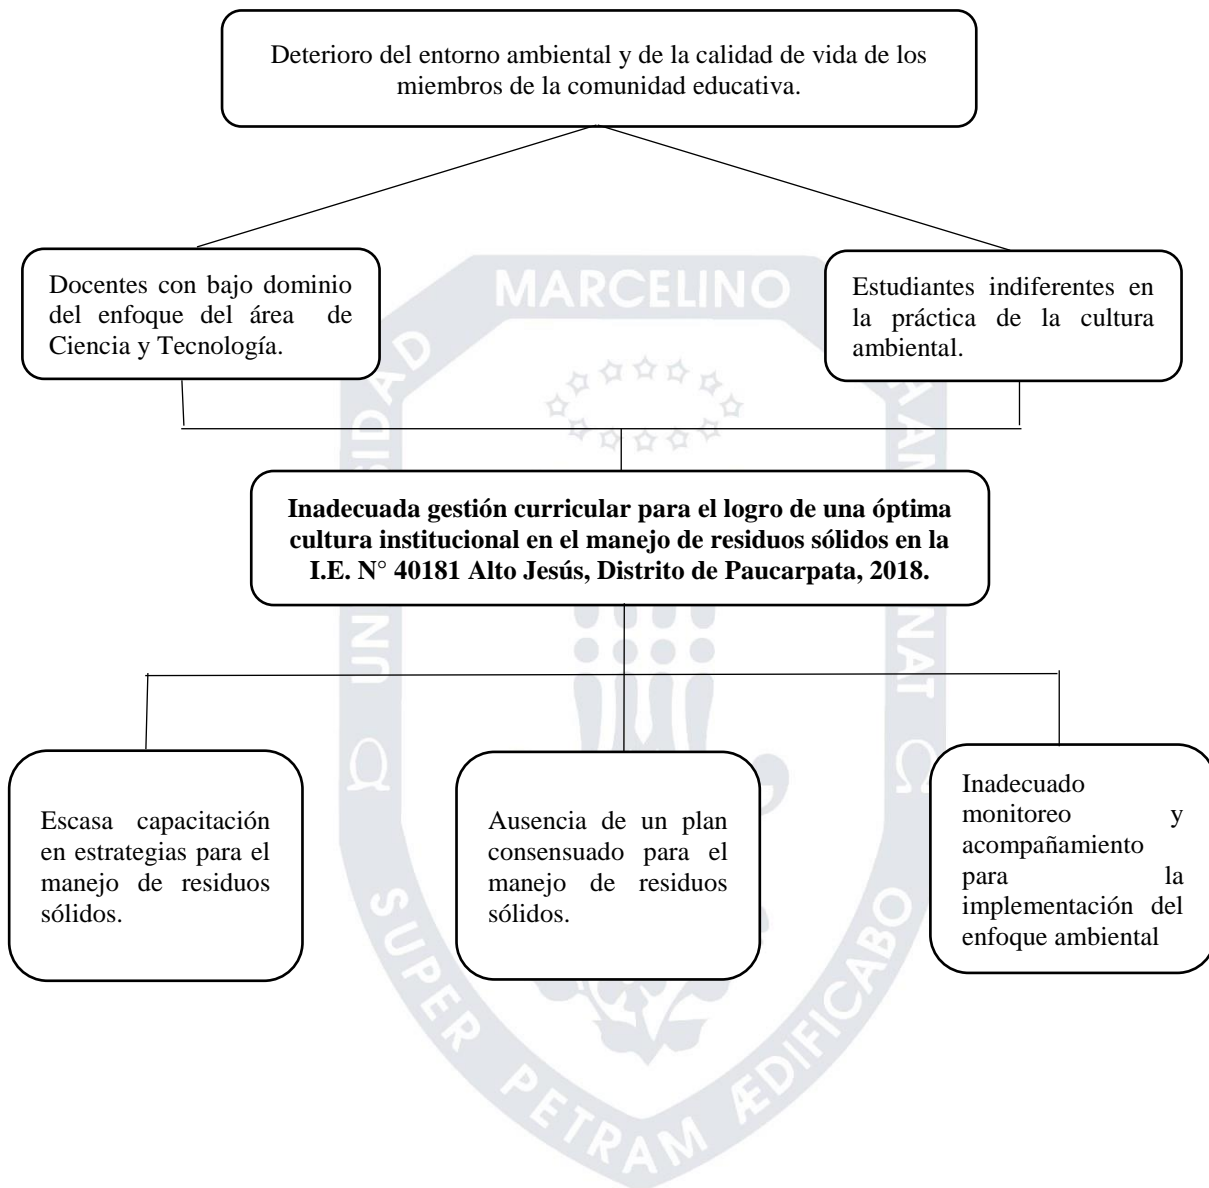 Deterioro del entorno ambiental y de la calidad de vida de los
miembros de la comunidad educativa.
Docentes con bajo dominio
del enfoque del área de
Ciencia y Tecnología.
Estudiantes indiferentes en
la práctica de la cultura
ambiental.
Inadecuada gestión curricular para el logro de una óptima
cultura institucional en el manejo de residuos sólidos en la
I.E. N° 40181 Alto Jesús, Distrito de Paucarpata, 2018.
Escasa capacitación
en estrategias para el
manejo de residuos
sólidos.
Ausencia de un plan
consensuado para el
manejo de residuos
sólidos.
Inadecuado
monitoreo y
acompañamiento
para la
implementación del
enfoque ambiental
MARCELINO
SUPER PETRAM ÆDIFICABO